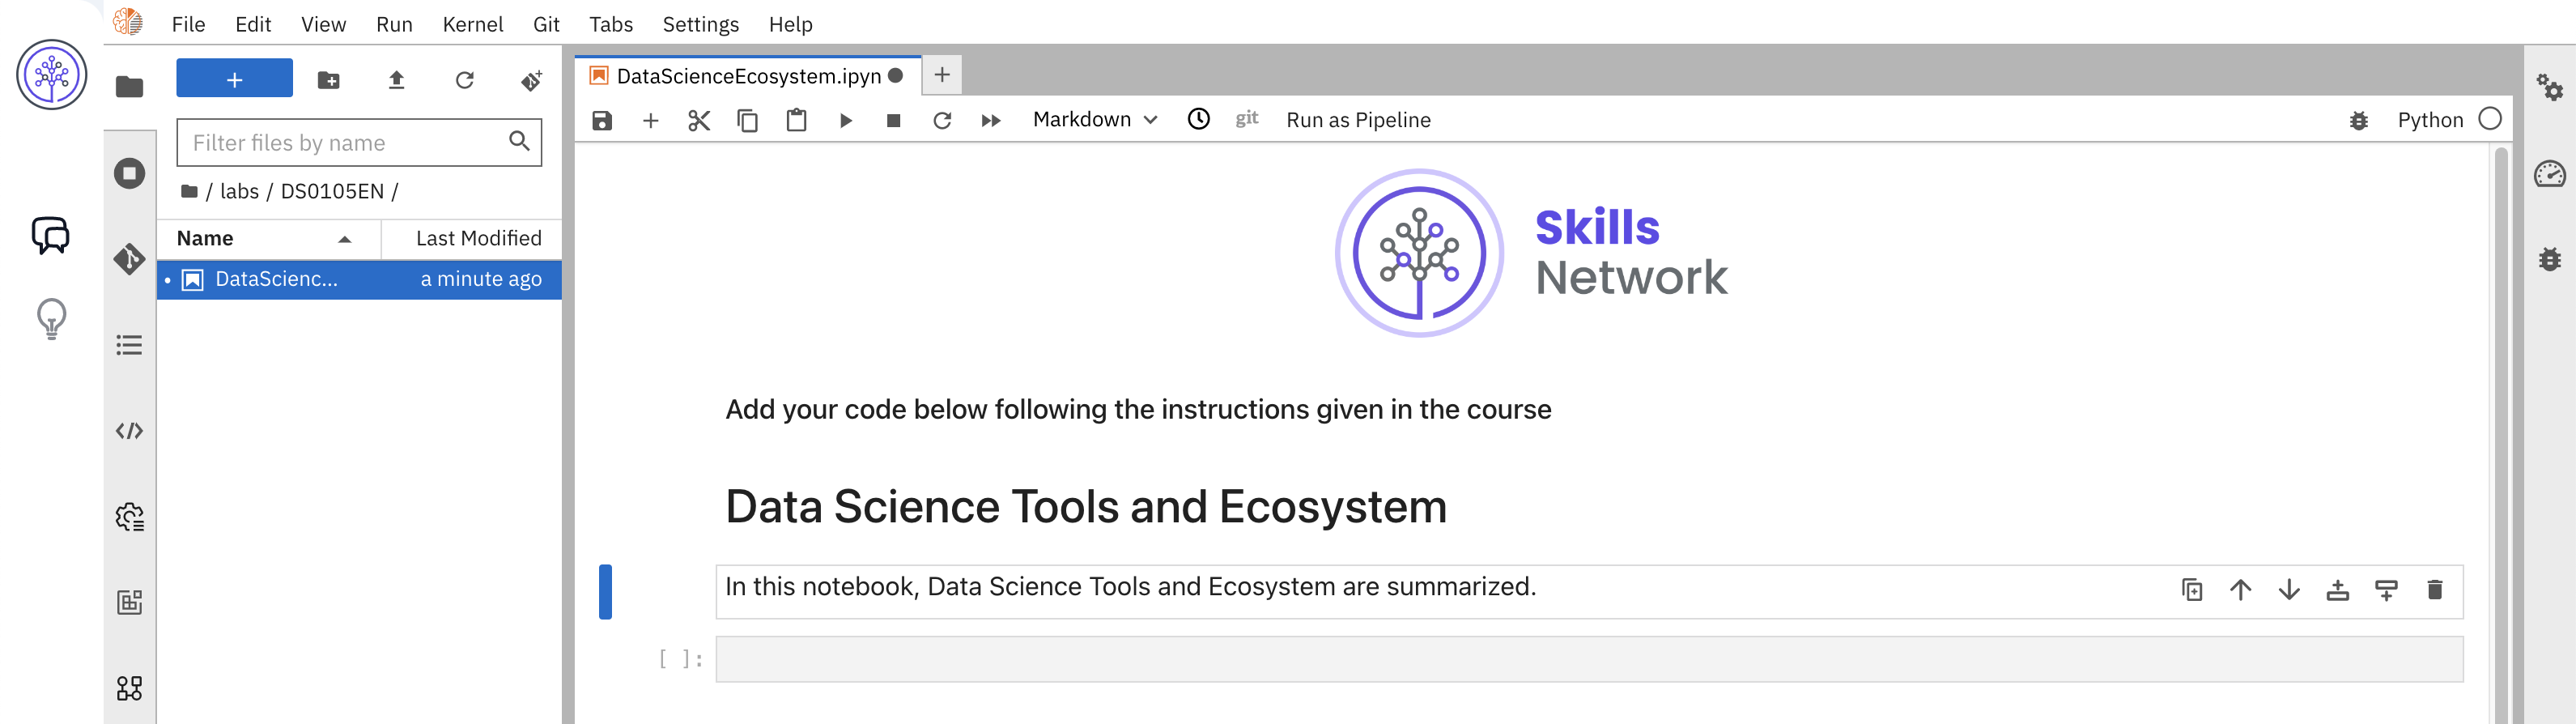 File Edit View Run Kernel Git Tabs Settings Help
DataScienceEcosystem.ipyn
Markdown git Run as Pipeline Python
Filter files by name
/ labs / DS0105EN /
Name Last Modified
DataScienc... a minute ago
Skills
Network
Add your code below following the instructions given in the course
Data Science Tools and Ecosystem
In this notebook, Data Science Tools and Ecosystem are summarized.
[ ]: